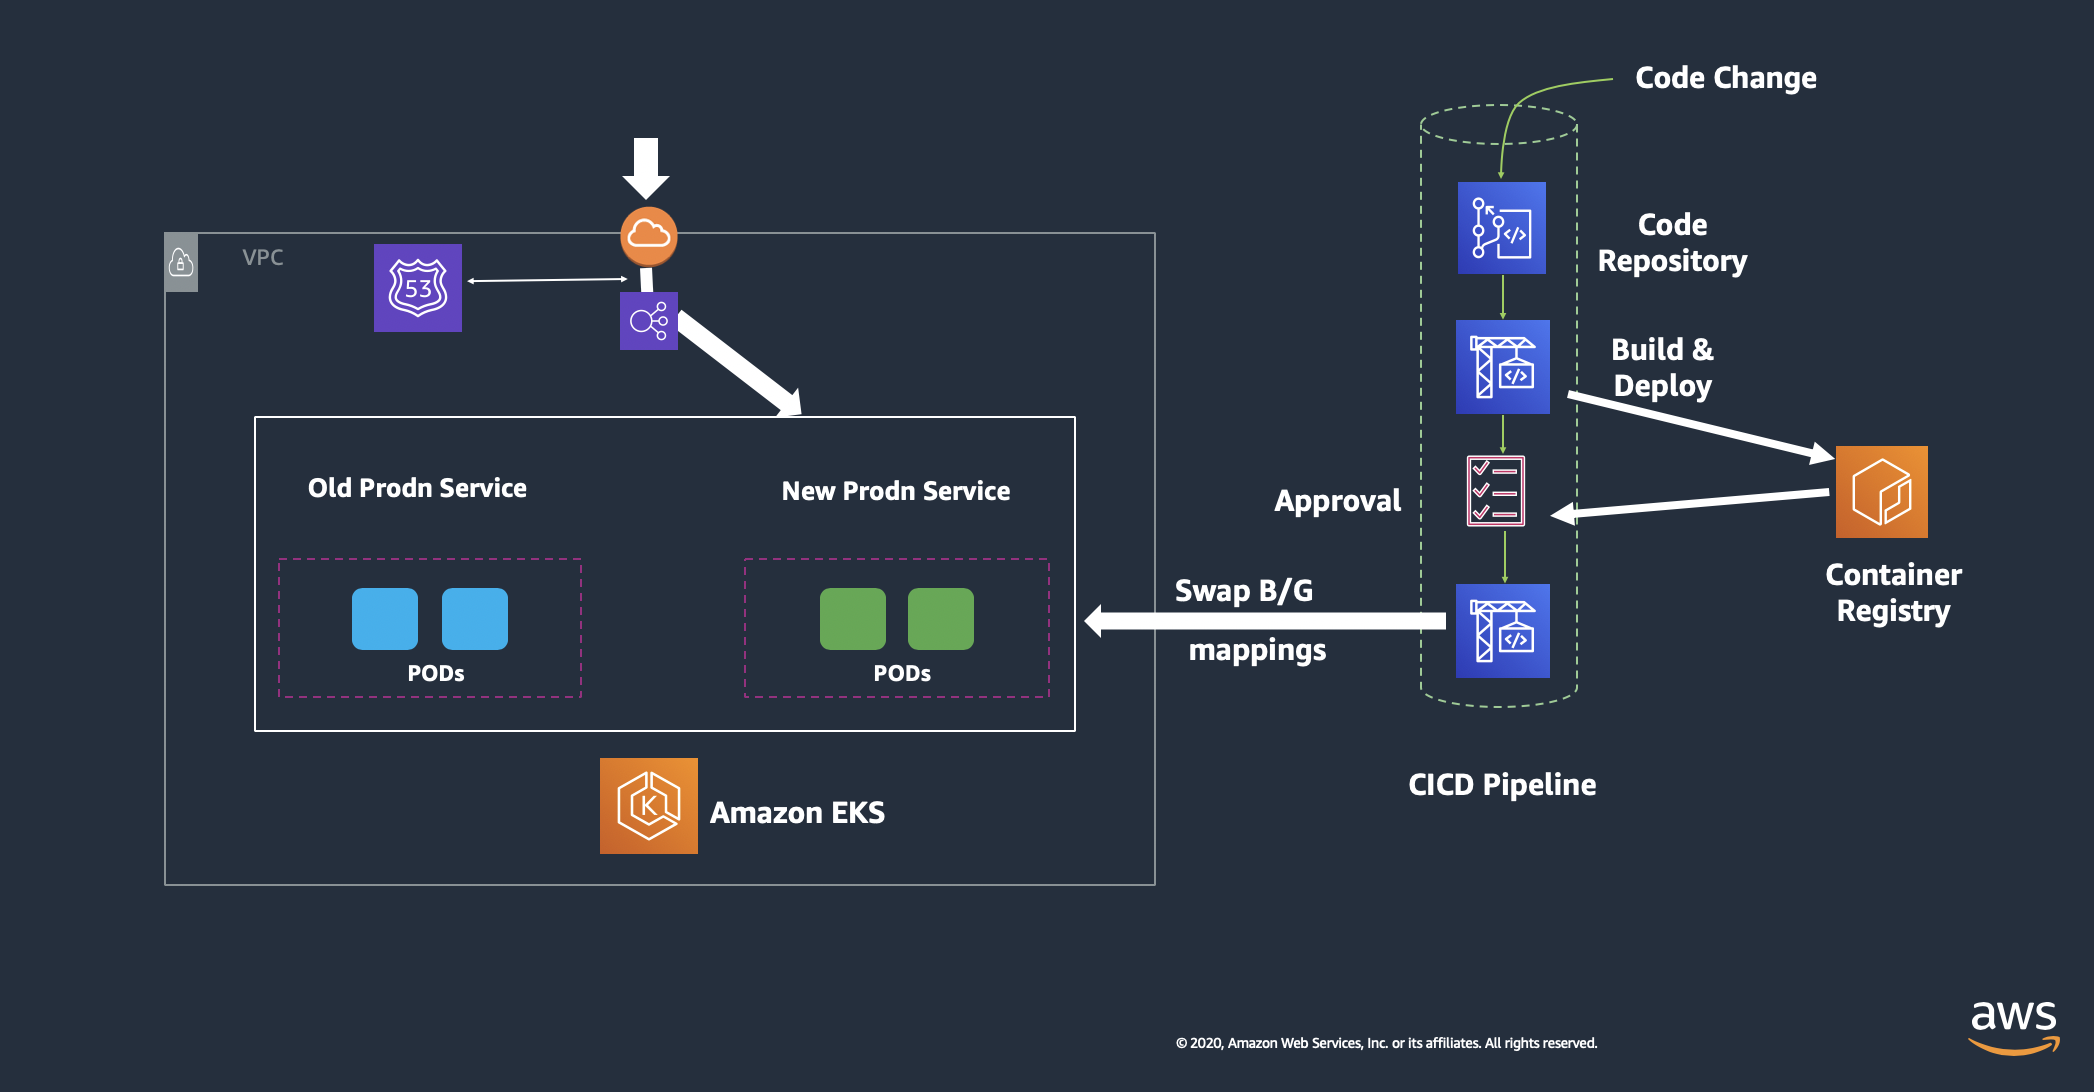 Code Change
VPC
53
Code
Repository
Build &
Deploy
Old Prodn Service
New Prodn Service
Approval
Swap B/G
mappings
Container
Registry
PODs
PODs
K
Amazon EKS
CICD Pipeline
© 2020, Amazon Web Services, Inc. or its affiliates. All rights reserved.
aws